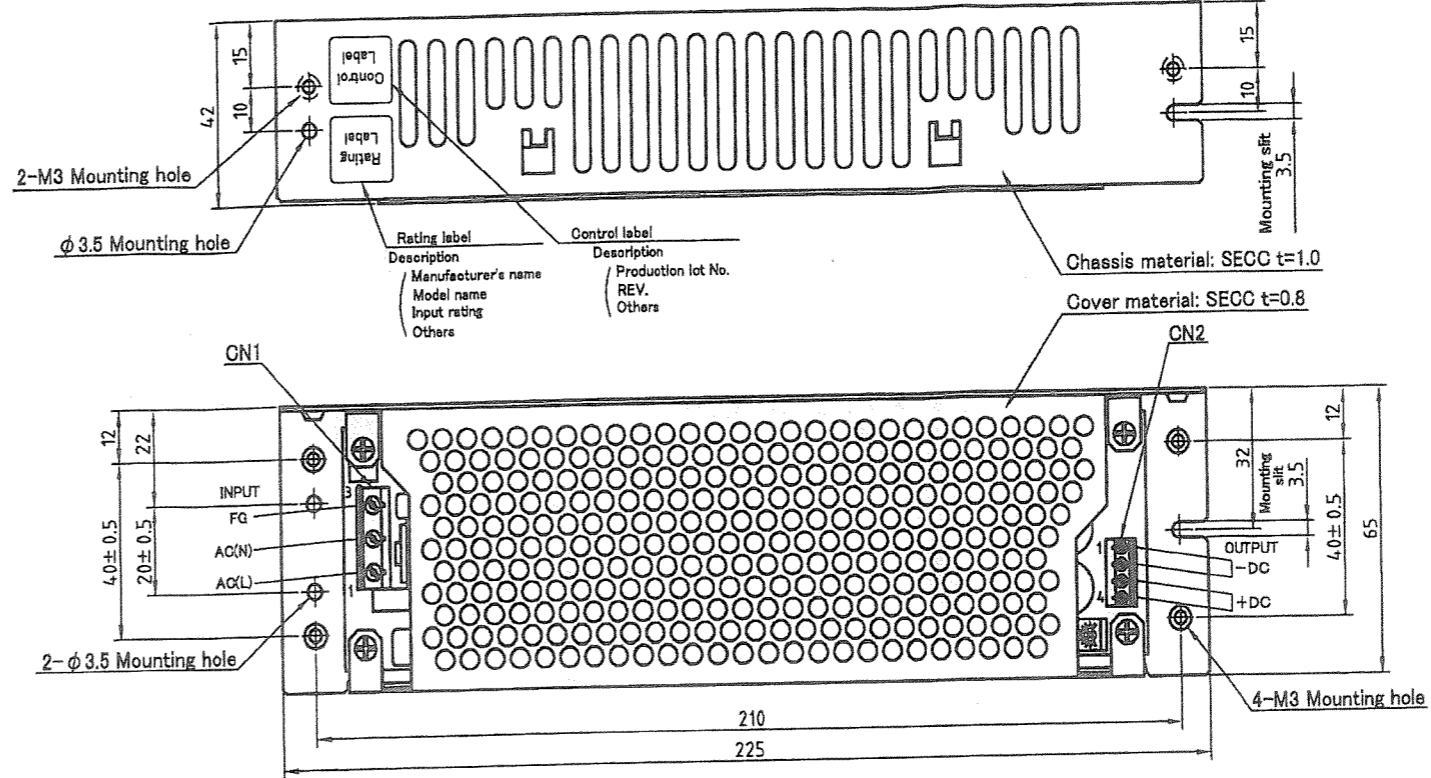 15
10
42
Control
Label
Rating
Label
2-M3 Mounting hole
φ3.5 Mounting hole
Rating label
Description
Manufacturer's name
Model name
Input rating
Others
Control label
Description
Production lot No.
REV.
Others
15
10
Mounting slit
3.5
Chassis material: SECC t=1.0
Cover material: SECC t=0.8
CN1
CN2
12
22
40±0.5
20±0.5
INPUT
FG
AC(N)
AC(L)
3
1
2-φ3.5 Mounting hole
1
4
OUTPUT
-DC
+DC
12
32
Mounting
slit
3.5
40±0.5
65
4-M3 Mounting hole
210
225